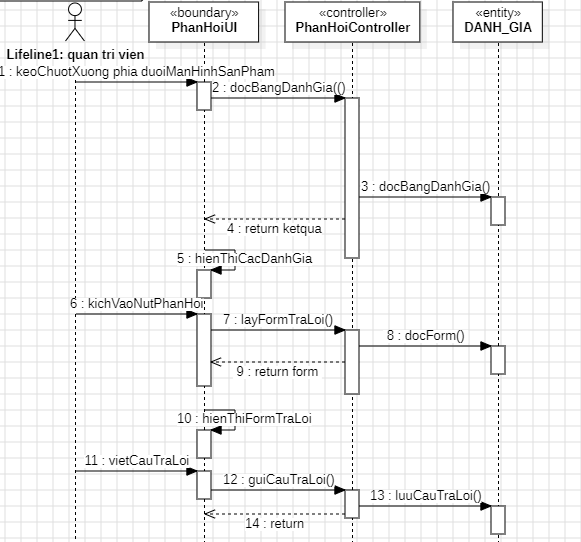 «boundary»
PhanHoiUI
«controller»
PhanHoiController
«entity»
DANH_GIA
Lifeline1: quan tri vien
1 : keoChuotXuong phia duoiManHinhSanPham
2 : docBangDanhGia(()
3 : docBangDanhGia()
4 : return ketqua
5 : hienThiCacDanhGia
6 : kichVaoNutPhanHoi
7 : layFormTraLoi()
8 : docForm()
9 : return form
10 : hienThiFormTraLoi
11 : vietCauTraLoi
12 : guiCauTraLoi()
13 : luuCauTraLoi()
14 : return